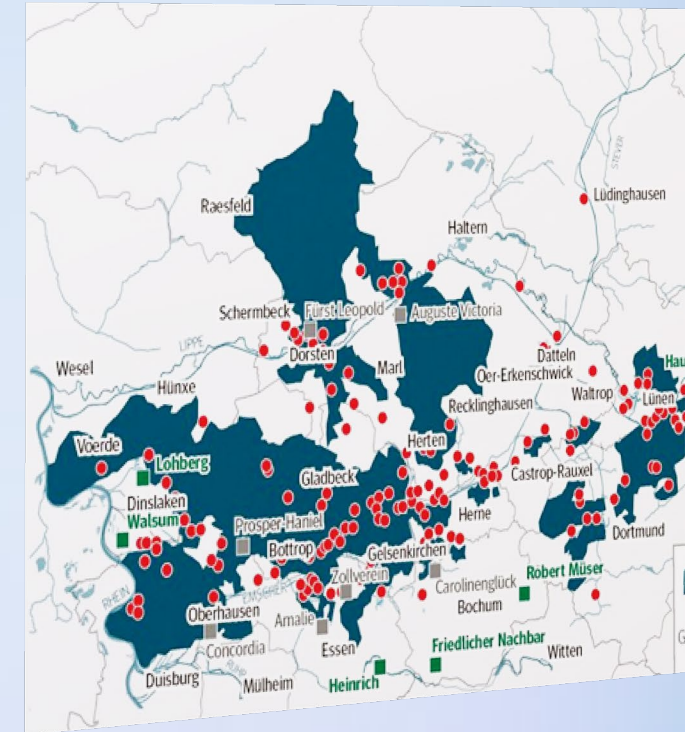 STEVER
Lüdinghausen
Raesfeld
Haltern
Schermbeck
Fürst Leopold
Auguste Victoria
LIPPE
Dorsten
Datteln
Wesel
Marl
Oer-Erkenschwick
Hünxe
Waltrop
Lünen
Recklinghausen
Voerde
Herten
Lohberg
Gladbeck
Castrop-Rauxel
Dinslaken
Walsum
Prosper-Haniel
Herne
Dortmund
Bottrop
Gelsenkirchen
Zollverein
Robert Müser
Carolinenglück
RHEIN
EMSCHER
Bochum
Oberhausen
Amalie
Concordia
Essen
Friedlicher Nachbar
Witten
RUHR
Duisburg
Mülheim
Heinrich